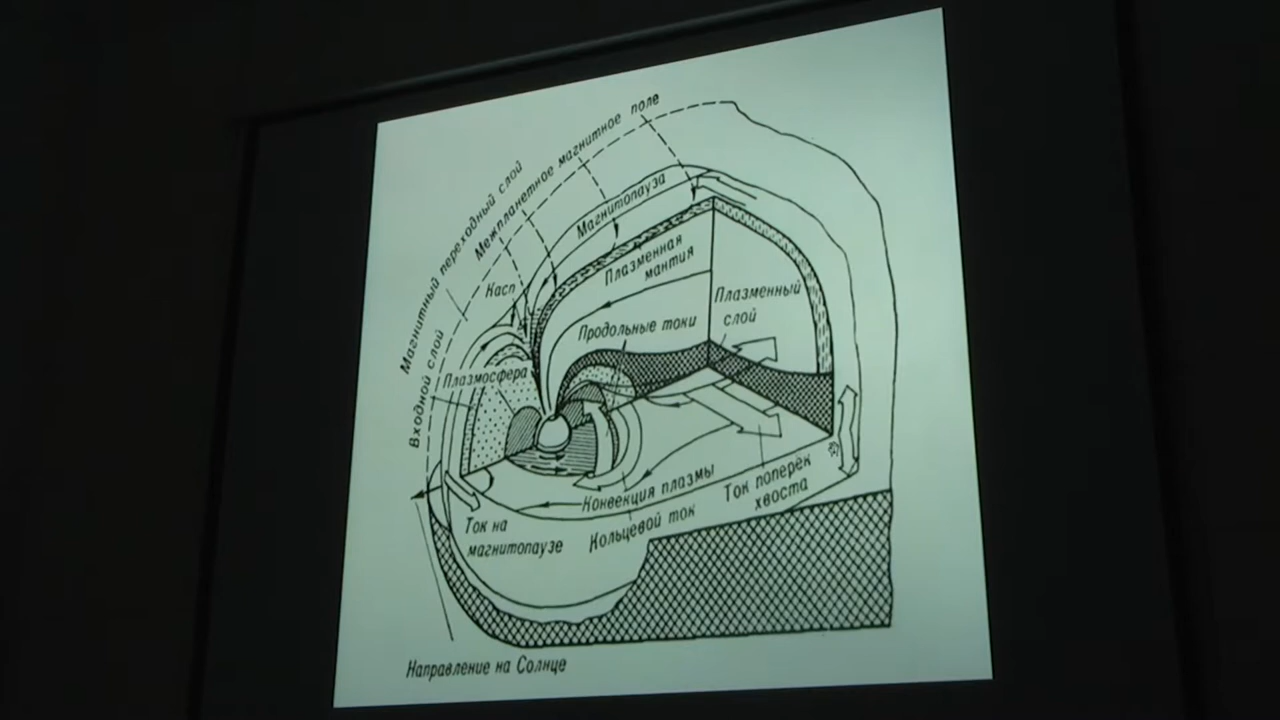 Магнитный переходный слой
Межпланетное магнитное поле
Магнитопауза
Входной слой
Касп
Плазменная
мантия
Плазменный
слой
Продольные токи
Плазмосфера
Конвекция плазмы
Ток поперёк
хвоста
Ток на
магнитопаузе
Кольцевой ток
Направление на Солнце